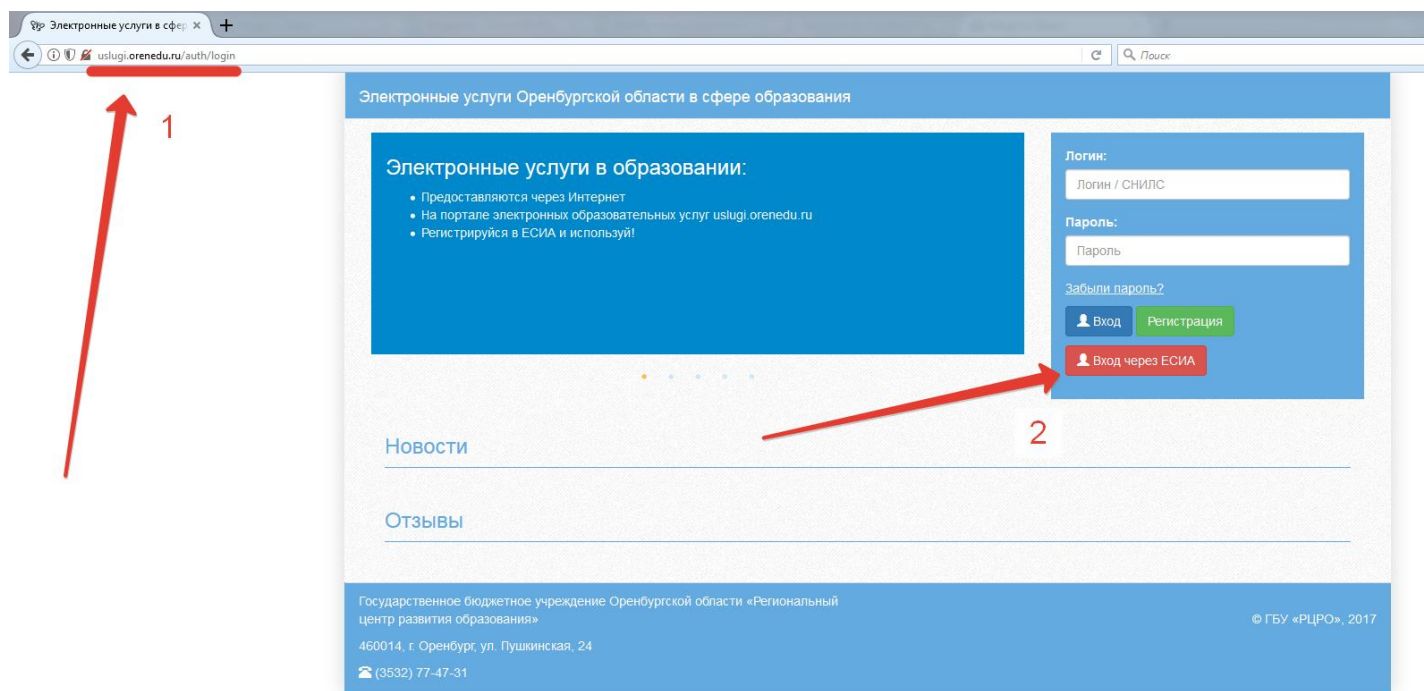 Электронные услуги в сфер
uslugi.orenedu.ru/auth/login
Поиск
1
Электронные услуги Оренбургской области в сфере образования
Электронные услуги в образовании:
Предоставляются через Интернет
На портале электронных образовательных услуг uslugi.orenedu.ru
Регистрируйся в ЕСИА и используй!
Логин:
Логин / СНИЛС
Пароль:
Пароль
Забыли пароль?
Вход
Регистрация
Вход через ЕСИА
2
Новости
Отзывы
Государственное бюджетное учреждение Оренбургской области «Региональный
центр развития образования»
460014, г. Оренбург, ул. Пушкинская, 24
(3532) 77-47-31
© ГБУ «РЦРО», 2017